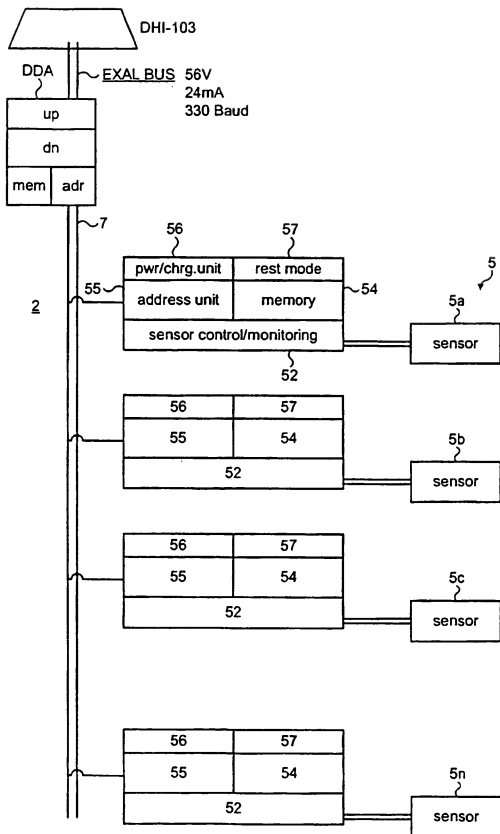 DHI-103
DDA
EXAL BUS 56V
24mA
330 Baud
up
dn
mem adr
7
2
56 57
pwr/chrg.unit rest mode
55 address unit memory 54
sensor control/monitoring
52
5
5a
sensor
56 57
55 54
52
5b
sensor
56 57
55 54
52
5c
sensor
56 57
55 54
52
5n
sensor